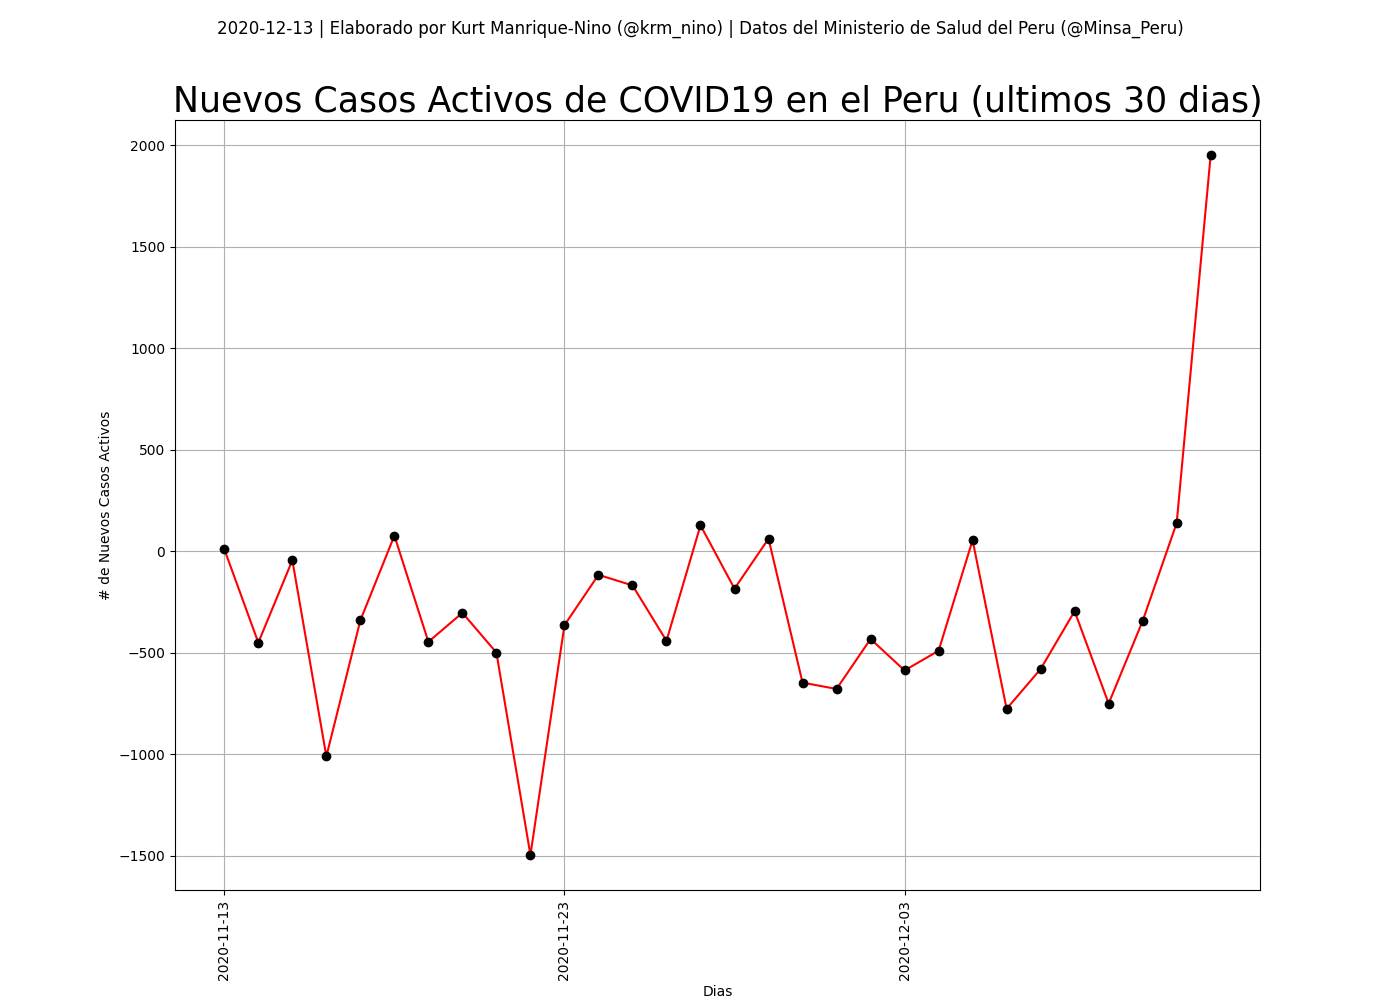 2020-12-13 | Elaborado por Kurt Manrique-Nino (@krm_nino) | Datos del Ministerio de Salud del Peru (@Minsa_Peru)
Nuevos Casos Activos de COVID19 en el Peru (ultimos 30 dias)
# de Nuevos Casos Activos
2000
1500
1000
500
0
−500
−1000
−1500
2020-11-13
2020-11-23
2020-12-03
Dias